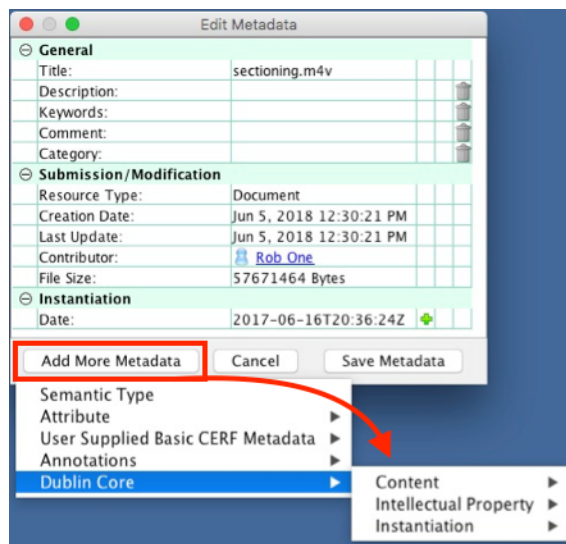 Edit Metadata
General
Title: sectioning.m4v
Description:
Keywords:
Comment:
Category:
Submission/Modification
Resource Type: Document
Creation Date: Jun 5, 2018 12:30:21 PM
Last Update: Jun 5, 2018 12:30:21 PM
Contributor: Rob One
File Size: 57671464 Bytes
Instantiation
Date: 2017-06-16T20:36:24Z
Add More Metadata Cancel Save Metadata
Semantic Type
Attribute
User Supplied Basic CERF Metadata
Annotations
Dublin Core
Content
Intellectual Property
Instantiation